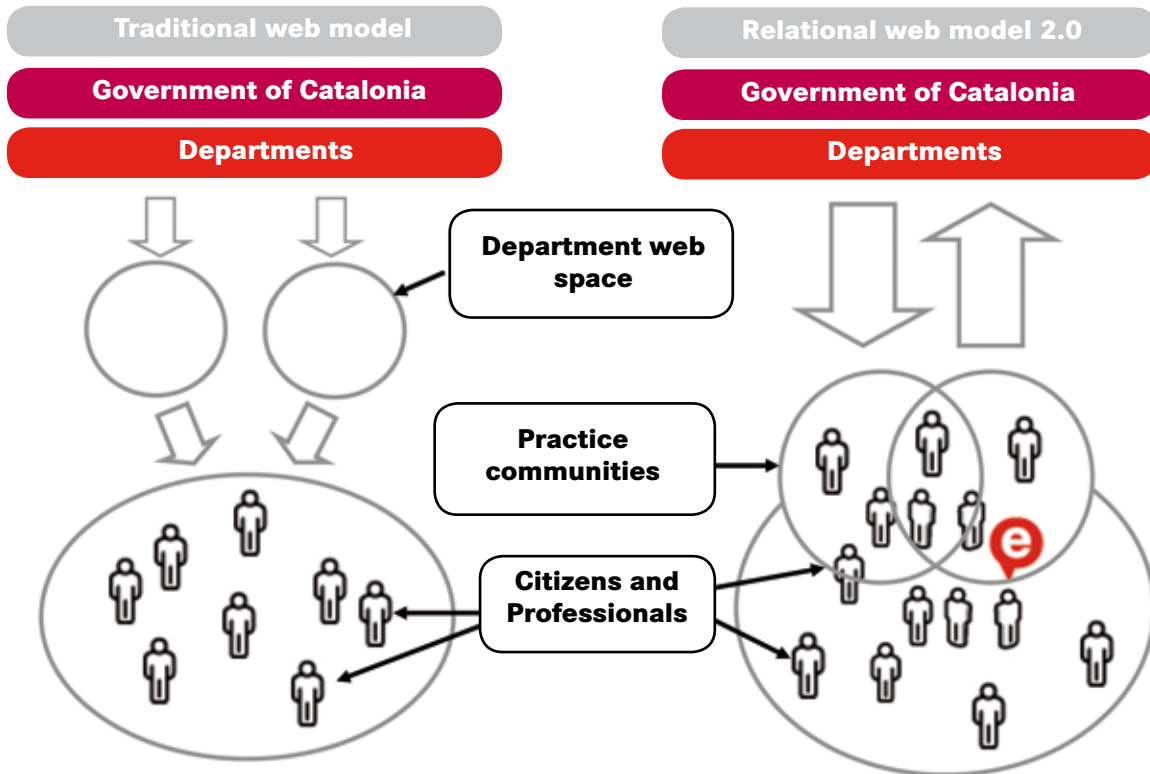 Traditional web model
Government of Catalonia
Departments
Relational web model 2.0
Government of Catalonia
Departments
Department web
space
Practice
communities
Citizens and
Professionals
e